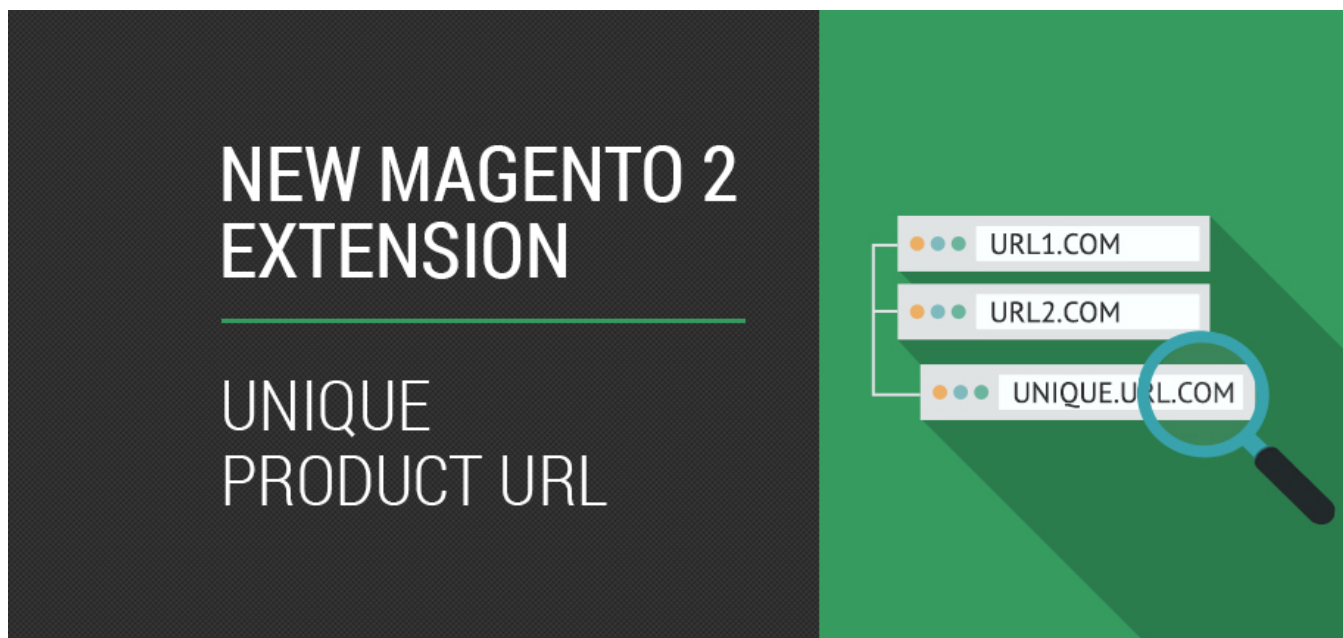 NEW MAGENTO 2
EXTENSION
UNIQUE
PRODUCT URL
URL1.COM
URL2.COM
UNIQUE.URL.COM